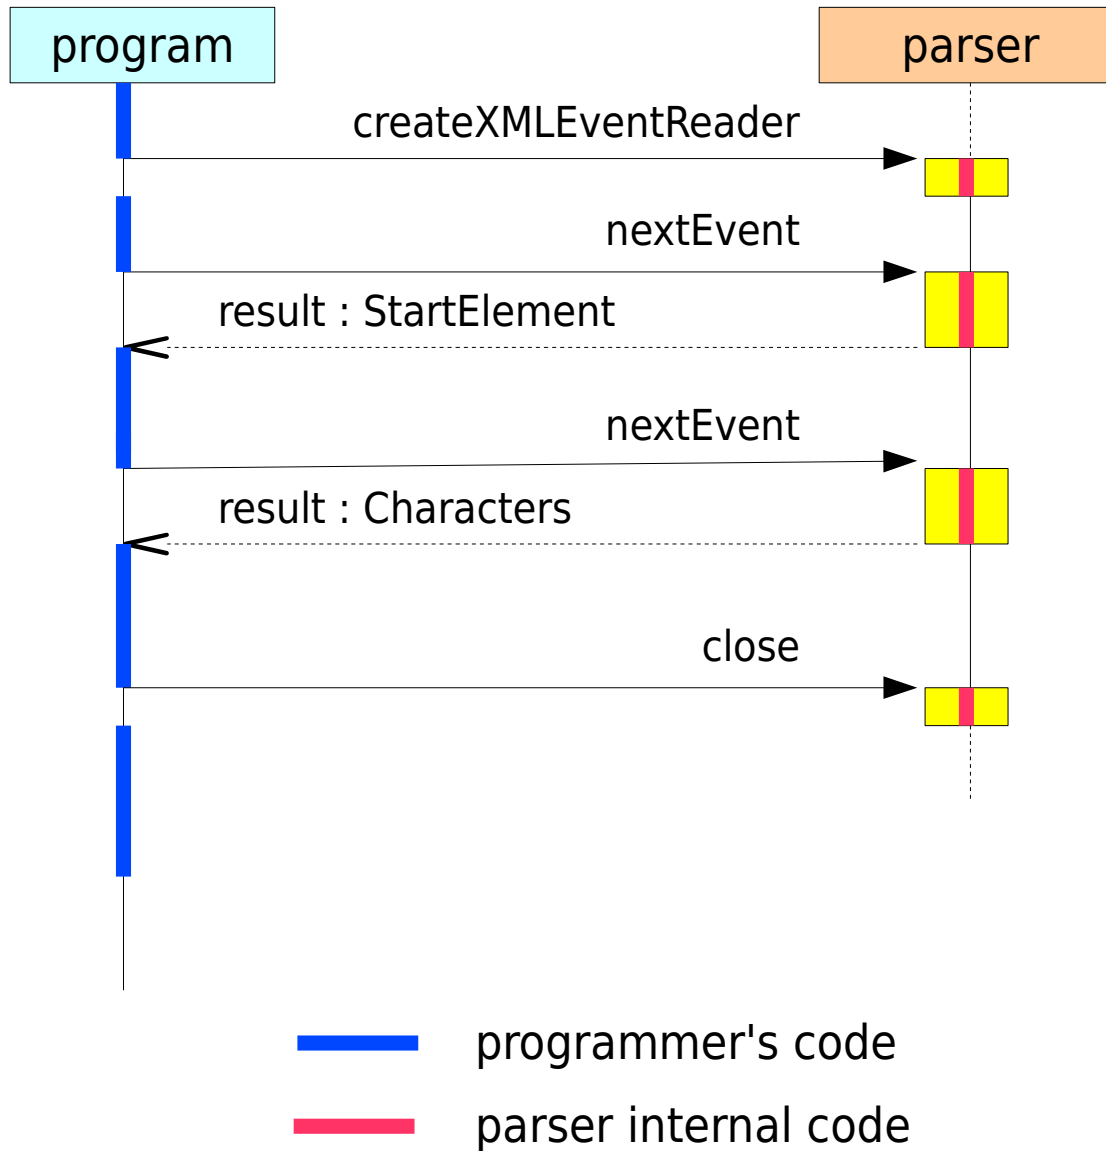 program
parser
createXMLEventReader
nextEvent
result : StartElement
nextEvent
result : Characters
close
programmer's code
parser internal code